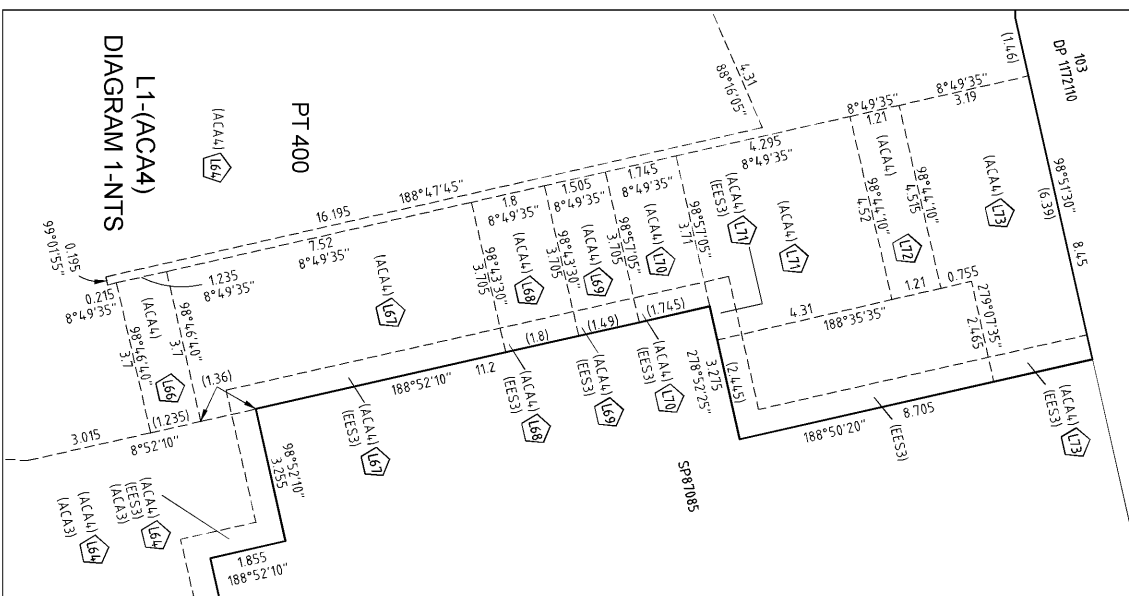 103
DP 1172110
(1.46)
8°49'35"
3.19
98°51'30"
(6.39)
8.45
4.31
88°16'05"
8°49'35"
1.21
(ACA4)
L73
(ACA4)
L72
98°44'10"
4.515
98°44'10"
4.52
4.295
8°49'35"
(ACA4)
L71
(ACA4)
(EES3)
L71
1.745
8°49'35"
98°57'05"
3.71
1.505
8°49'35"
(ACA4)
L70
98°57'05"
3.705
1.8
8°49'35"
(ACA4)
L69
98°43'30"
3.705
(ACA4)
L68
98°43'30"
3.705
188°47'45"
16.195
7.52
8°49'35"
(ACA4)
L67
PT 400
(ACA4)
L64
L1-(ACA4)
DIAGRAM 1-NTS
0.195
99°01'55"
1.235
8°49'35"
0.215
8°49'35"
(ACA4)
L66
98°46'40"
3.7
98°46'40"
3.7
(1.36)
(1.235)
3.015
8°52'10"
1.21
0.755
279°07'35"
2.465
4.31
188°35'35"
(1.745)
(1.49)
(1.8)
11.2
188°52'10"
3.275
278°52'25"
(2.445)
8.705
188°50'20"
(EES3)
(ACA4)
(EES3)
L73
(ACA4)
(EES3)
L70
(ACA4)
(EES3)
L69
(ACA4)
(EES3)
L68
(ACA4)
(EES3)
L67
SP87085
98°52'10"
3.255
1.855
188°52'10"
(ACA4)
(EES3)
(ACA3)
L64
(ACA4)
(ACA3)
L64